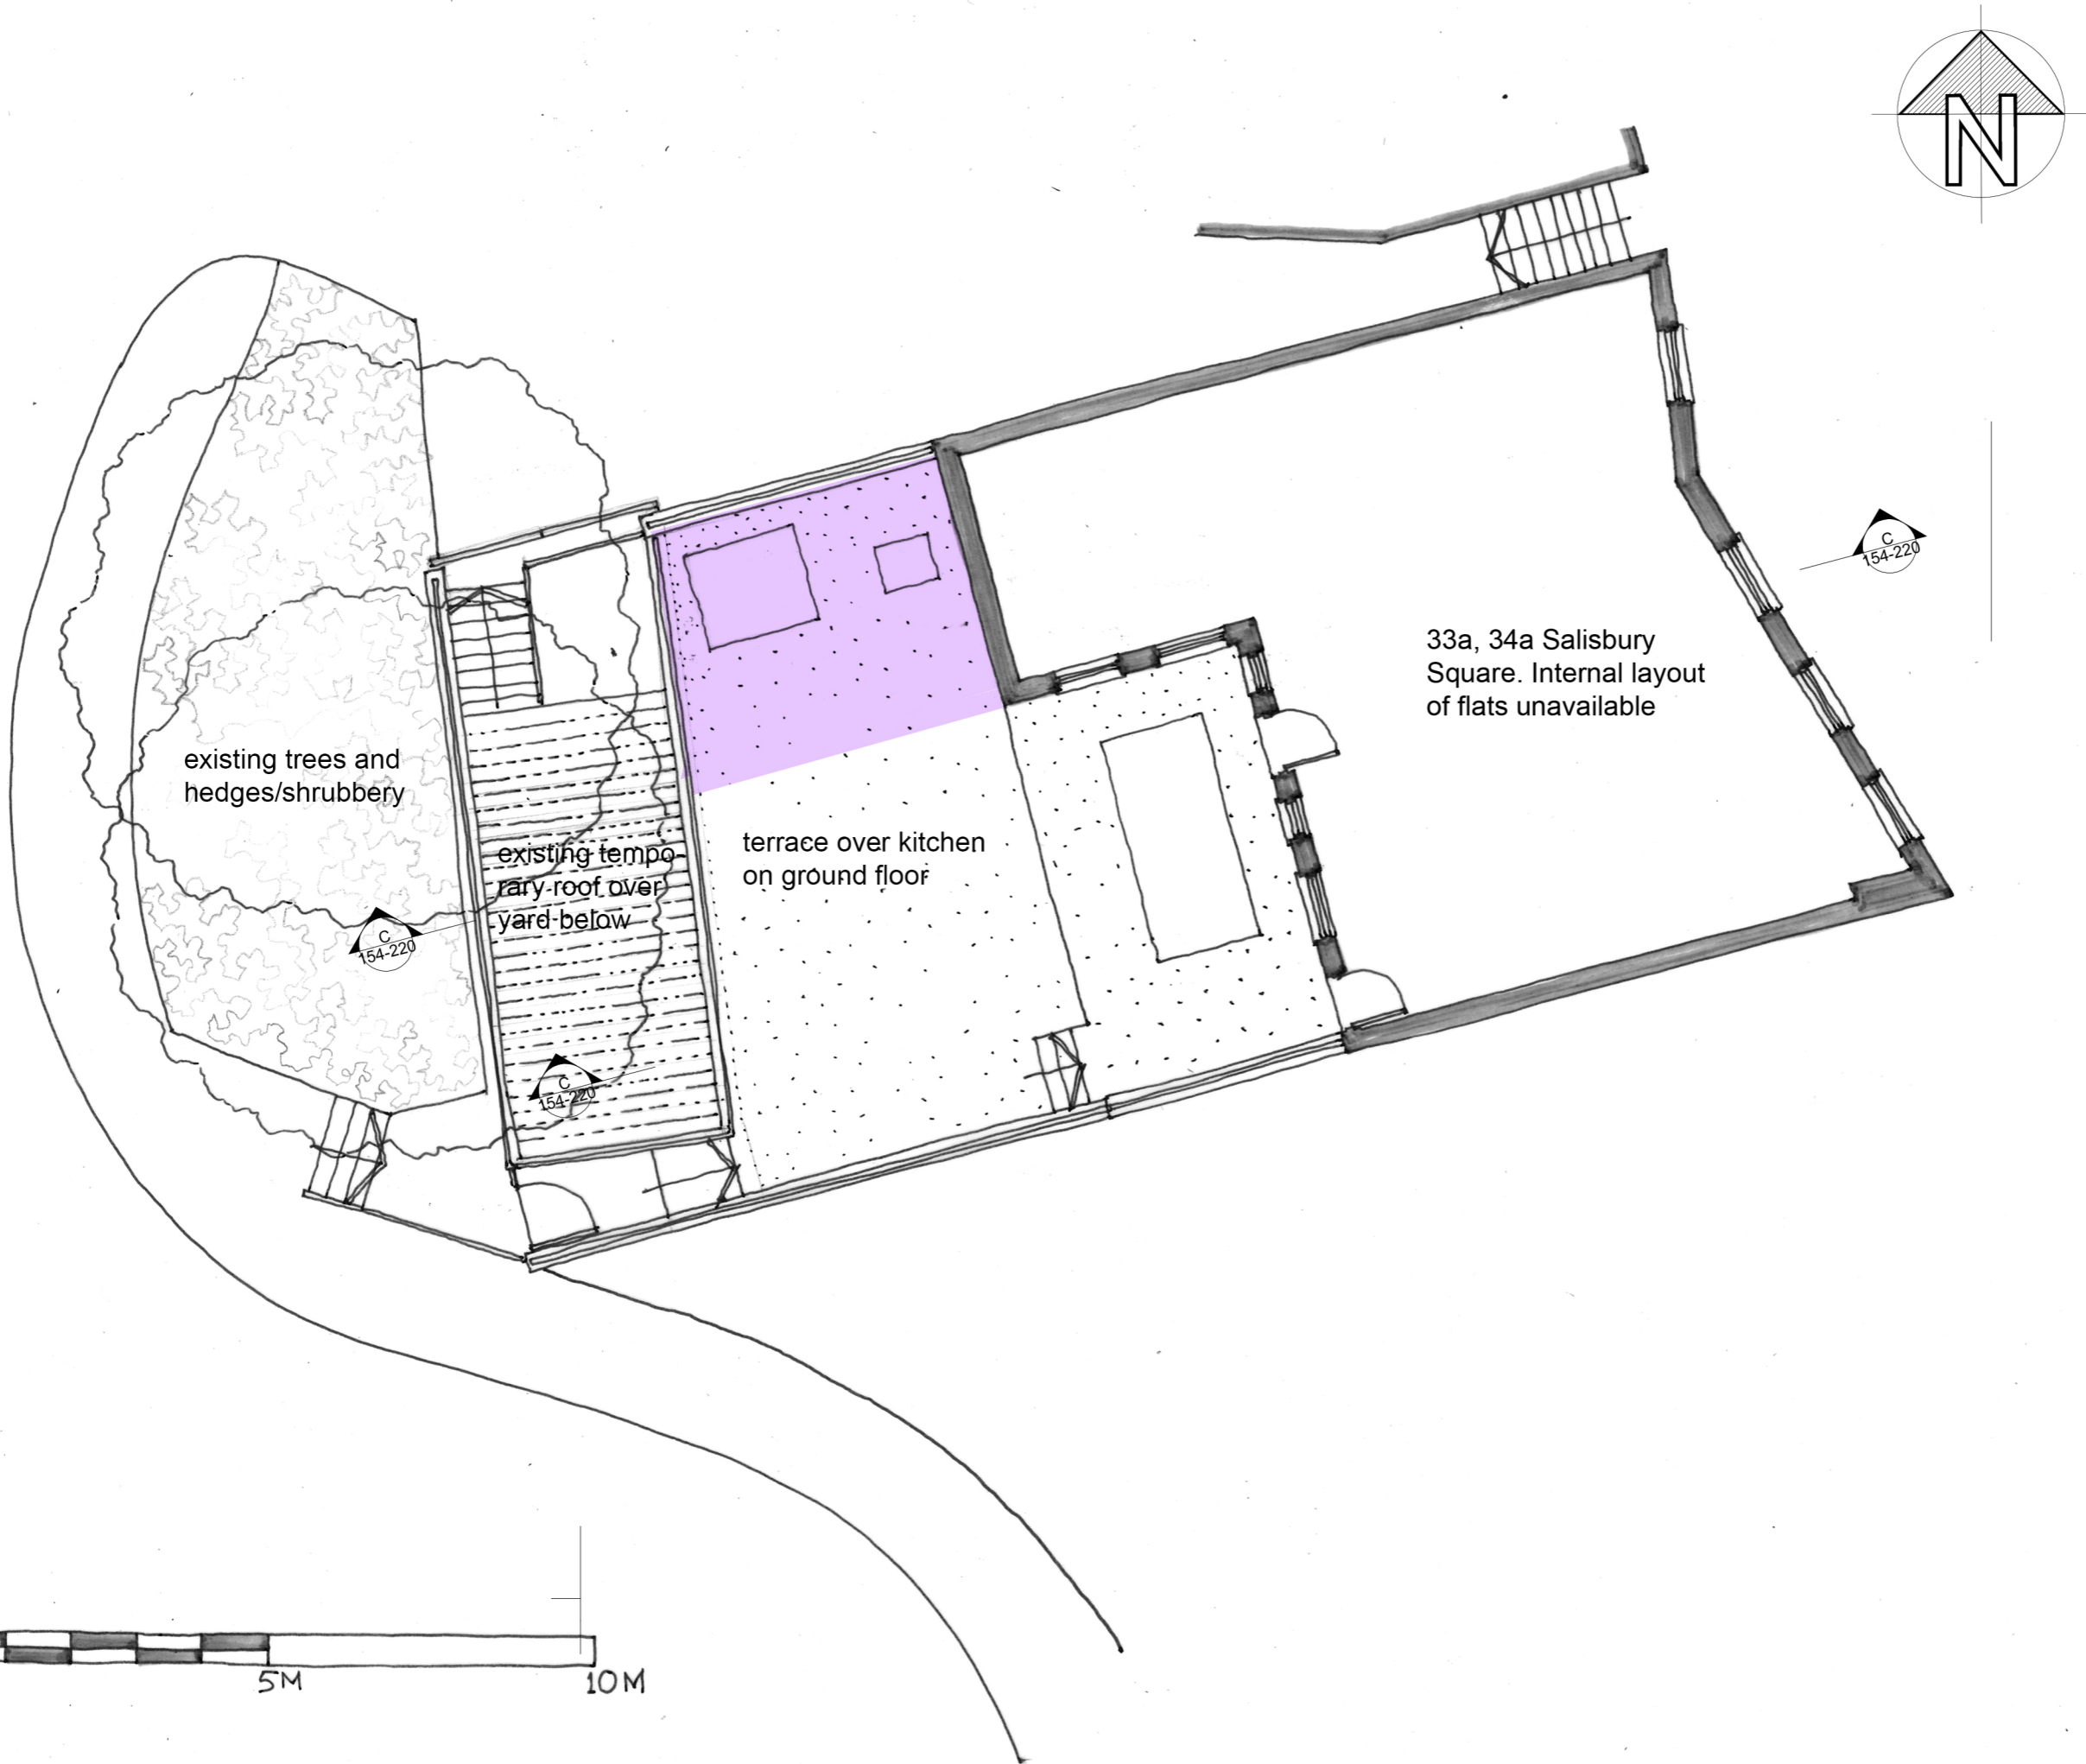 N
C
154-220
33a, 34a Salisbury
Square. Internal layout
of flats unavailable
existing trees and
hedges/shrubbery
existing tempo-
rary roof over
yard below
terrace over kitchen
on ground floor
C
154-220
C
154-220
5M
10M